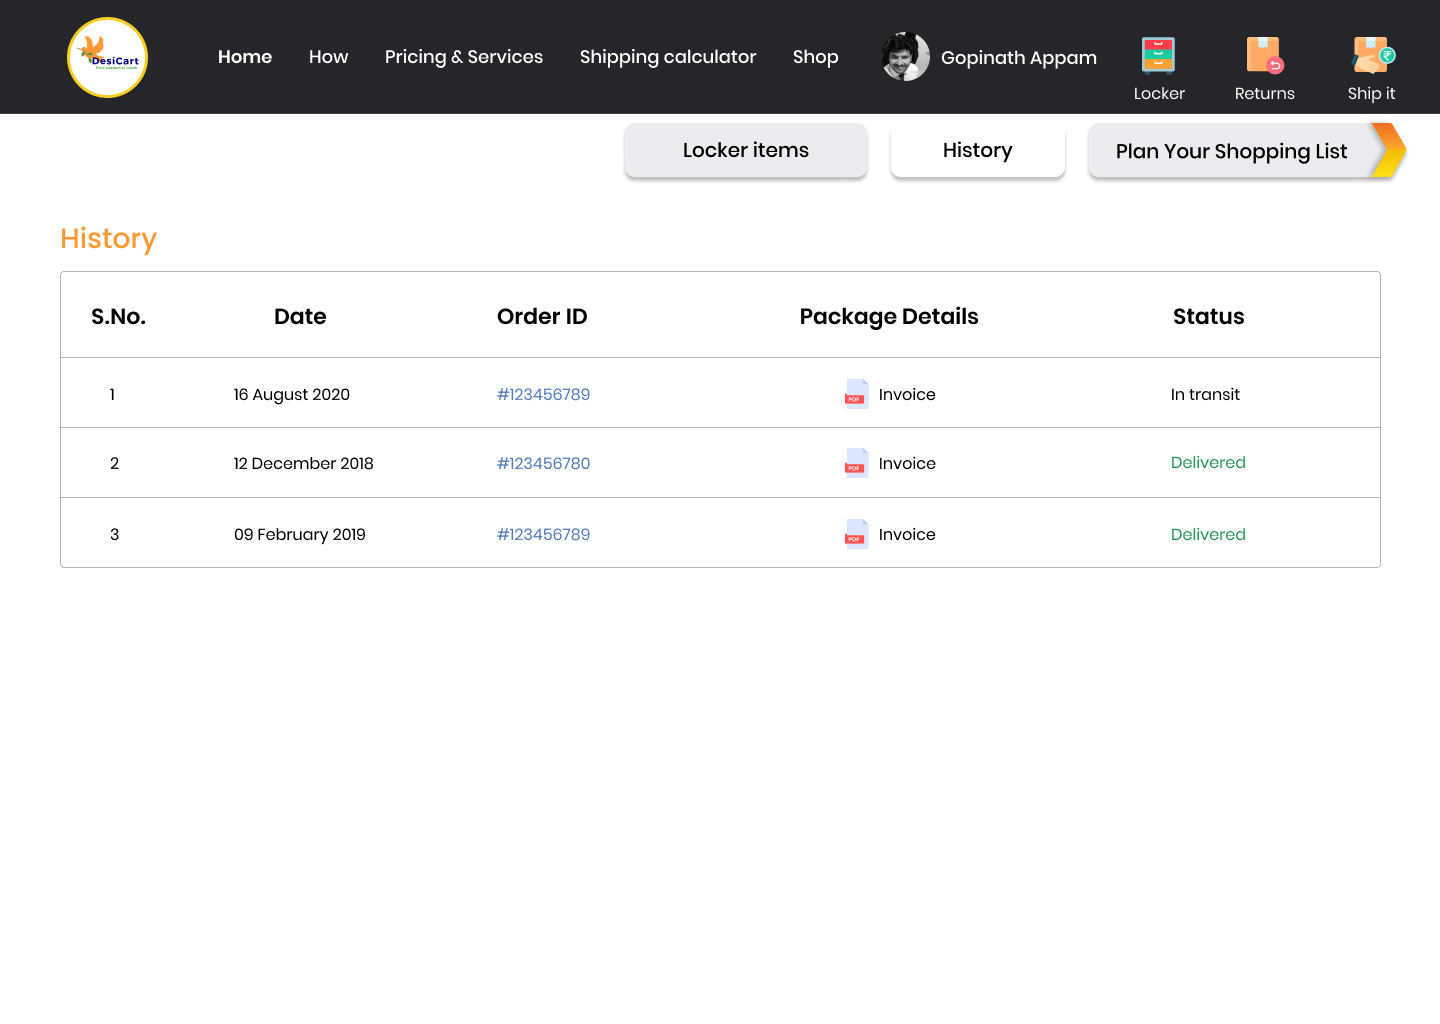 DesiCart
Home How Pricing & Services Shipping calculator Shop Gopinath Appam
₹
Locker Returns Ship it
Locker items History Plan Your Shopping List
History
S.No. Date Order ID Package Details Status
1 16 August 2020 #123456789 PDF Invoice In transit
2 12 December 2018 #123456780 PDF Invoice Delivered
3 09 February 2019 #123456789 PDF Invoice Delivered